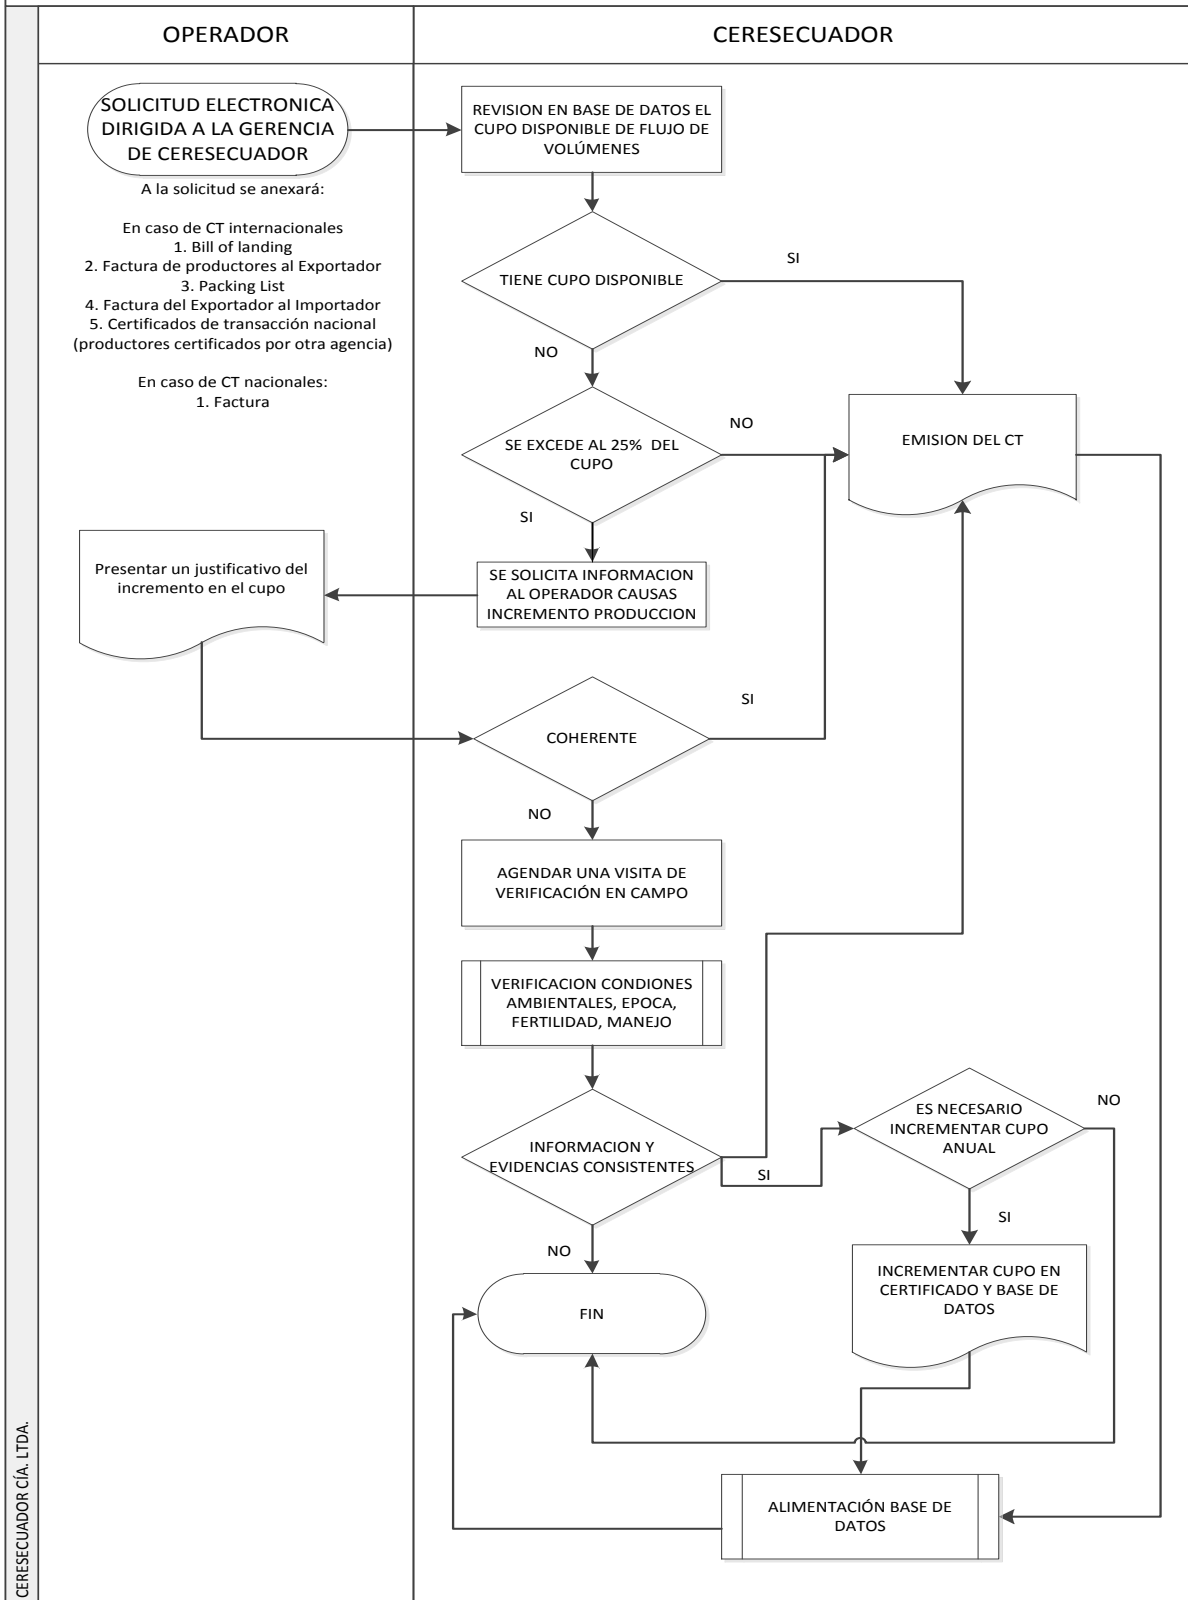 OPERADOR
CERESECUADOR
SOLICITUD ELECTRONICA
DIRIGIDA A LA GERENCIA
DE CERESECUADOR
A la solicitud se anexará:
En caso de CT internacionales
1. Bill of landing
2. Factura de productores al Exportador
3. Packing List
4. Factura del Exportador al Importador
5. Certificados de transacción nacional
(productores certificados por otra agencia)
En caso de CT nacionales:
1. Factura
REVISION EN BASE DE DATOS EL
CUPO DISPONIBLE DE FLUJO DE
VOLÚMENES
TIENE CUPO DISPONIBLE
SI
NO
SE EXCEDE AL 25% DEL
CUPO
NO
SI
EMISION DEL CT
SE SOLICITA INFORMACION
AL OPERADOR CAUSAS
INCREMENTO PRODUCCION
Presentar un justificativo del
incremento en el cupo
COHERENTE
SI
NO
AGENDAR UNA VISITA DE
VERIFICACIÓN EN CAMPO
VERIFICACION CONDIONES
AMBIENTALES, EPOCA,
FERTILIDAD, MANEJO
INFORMACION Y
EVIDENCIAS CONSISTENTES
SI
NO
ES NECESARIO
INCREMENTAR CUPO
ANUAL
NO
SI
INCREMENTAR CUPO EN
CERTIFICADO Y BASE DE
DATOS
FIN
ALIMENTACIÓN BASE DE
DATOS
CERESECUADOR CÍA. LTDA.